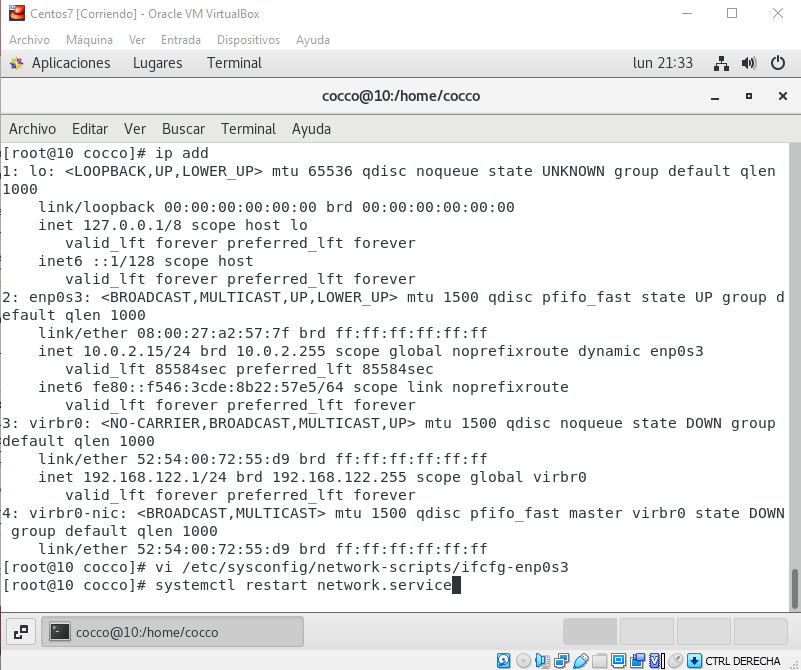 Centos7 [Corriendo] - Oracle VM VirtualBox
Archivo Máquina Ver Entrada Dispositivos Ayuda
Aplicaciones Lugares Terminal lun 21:33
cocco@10:/home/cocco
Archivo Editar Ver Buscar Terminal Ayuda
[root@10 cocco]# ip add
1: lo: <LOOPBACK,UP,LOWER_UP> mtu 65536 qdisc noqueue state UNKNOWN group default qlen
1000
    link/loopback 00:00:00:00:00:00 brd 00:00:00:00:00:00
    inet 127.0.0.1/8 scope host lo
       valid_lft forever preferred_lft forever
    inet6 ::1/128 scope host
       valid_lft forever preferred_lft forever
2: enp0s3: <BROADCAST,MULTICAST,UP,LOWER_UP> mtu 1500 qdisc pfifo_fast state UP group d
efault qlen 1000
    link/ether 08:00:27:a2:57:7f brd ff:ff:ff:ff:ff:ff
    inet 10.0.2.15/24 brd 10.0.2.255 scope global noprefixroute dynamic enp0s3
       valid_lft 85584sec preferred_lft 85584sec
    inet6 fe80::f546:3cde:8b22:57e5/64 scope link noprefixroute
       valid_lft forever preferred_lft forever
3: virbr0: <NO-CARRIER,BROADCAST,MULTICAST,UP> mtu 1500 qdisc noqueue state DOWN group
default qlen 1000
    link/ether 52:54:00:72:55:d9 brd ff:ff:ff:ff:ff:ff
    inet 192.168.122.1/24 brd 192.168.122.255 scope global virbr0
       valid_lft forever preferred_lft forever
4: virbr0-nic: <BROADCAST,MULTICAST> mtu 1500 qdisc pfifo_fast master virbr0 state DOWN
 group default qlen 1000
    link/ether 52:54:00:72:55:d9 brd ff:ff:ff:ff:ff:ff
[root@10 cocco]# vi /etc/sysconfig/network-scripts/ifcfg-enp0s3
[root@10 cocco]# systemctl restart network.service
cocco@10:/home/cocco
CTRL DERECHA